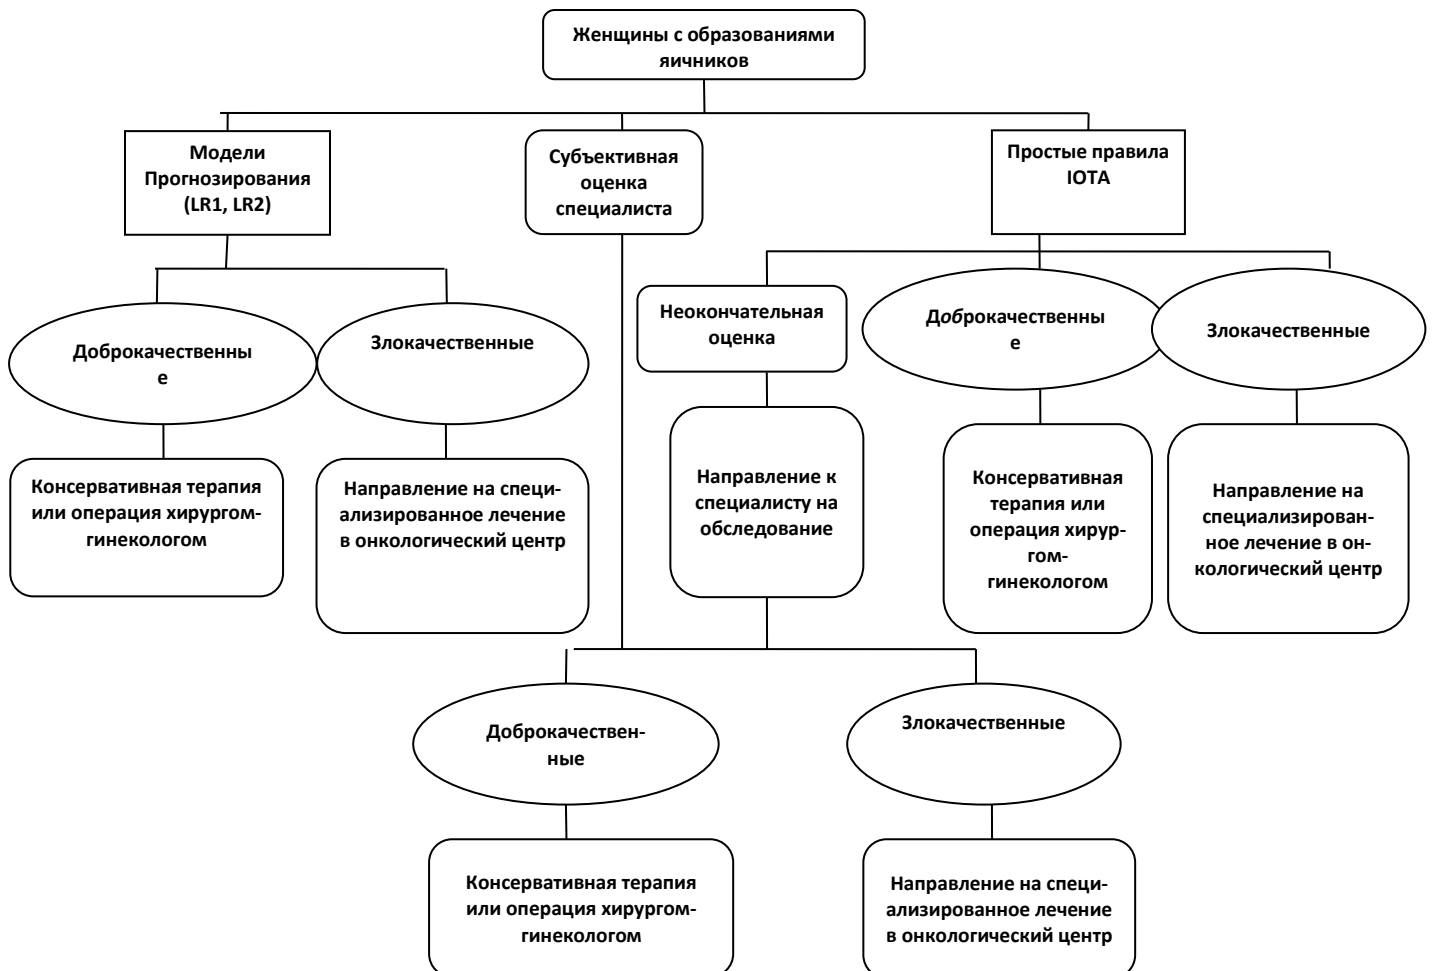 Женщины с образованиями
яичников
Модели
Прогнозирования
(LR1, LR2)
Субъективная
оценка
специалиста
Простые правила
IOTA
Доброкачественны
е
Злокачественные
Неокончательная
оценка
Доброкачественны
е
Злокачественные
Консервативная терапия
или операция хирургом-
гинекологом
Направление на специ-
ализированное лечение
в онкологический центр
Направление к
специалисту на
обследование
Консервативная
терапия или
операция хирур-
гом-
гинекологом
Направление на
специализирован-
ное лечение в он-
кологический центр
Доброкачествен-
ные
Злокачественные
Консервативная терапия
или операция хирургом-
гинекологом
Направление на специ-
ализированное лечение
в онкологический центр